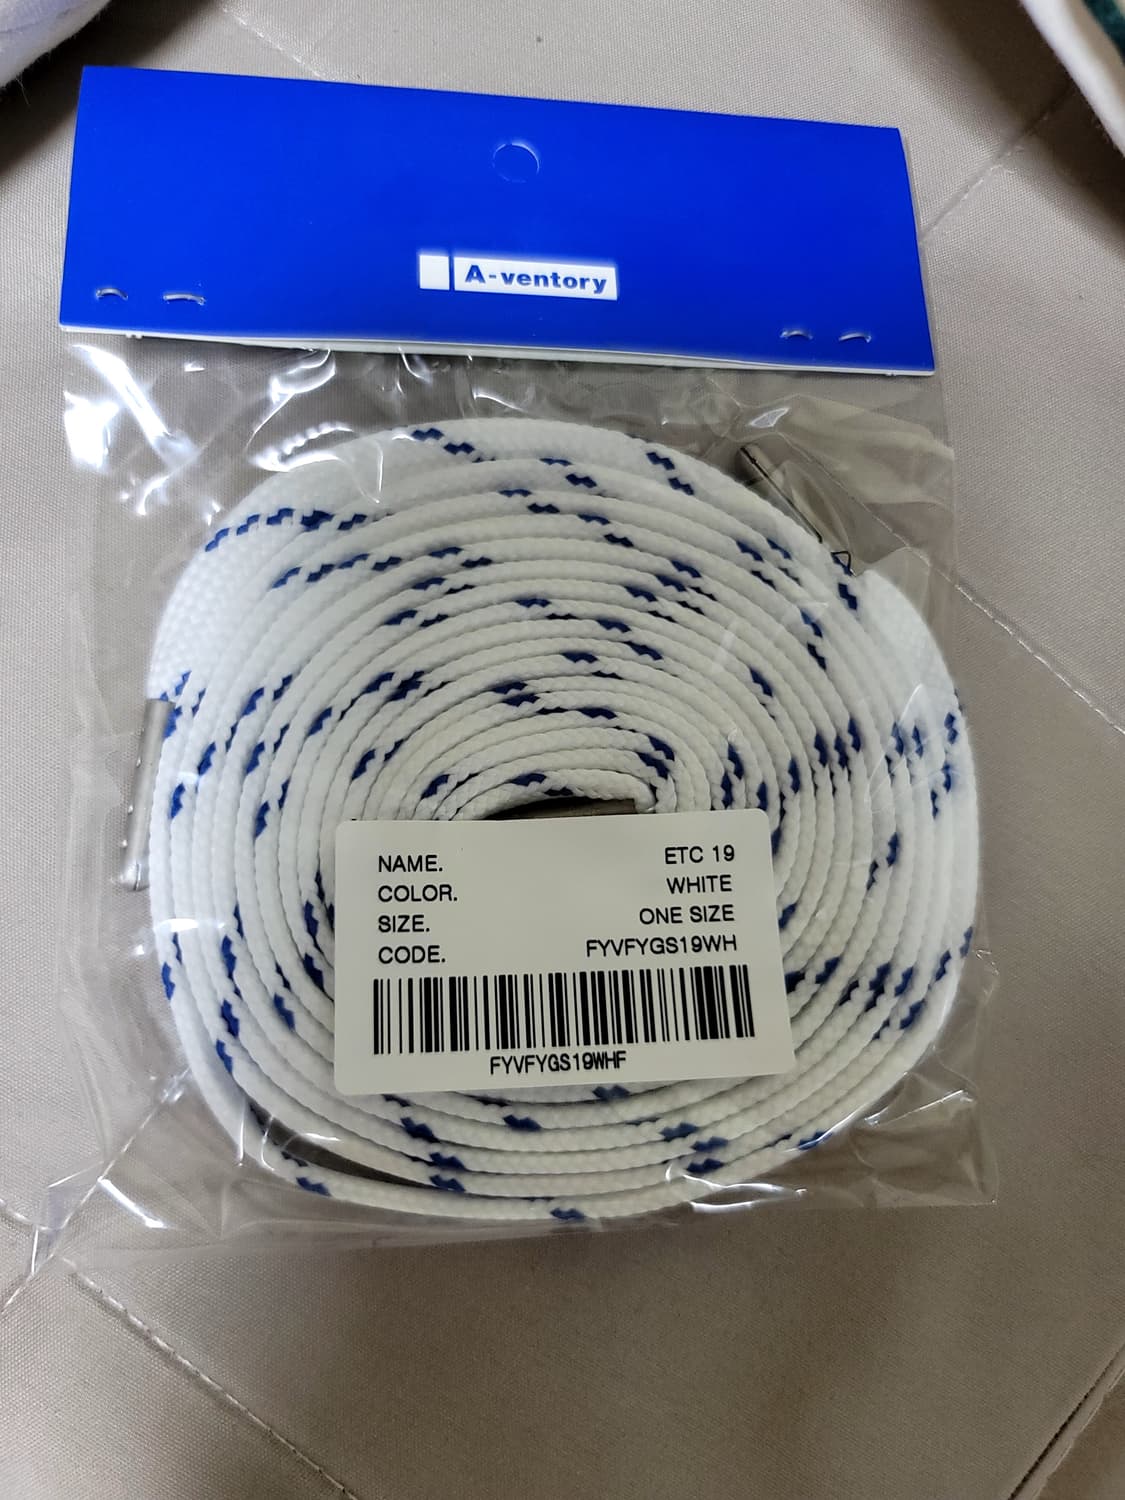 A-ventory
NAME. ETC 19
COLOR. WHITE
SIZE. ONE SIZE
CODE. FYVFYGS19WH
FYVFYGS19WHF